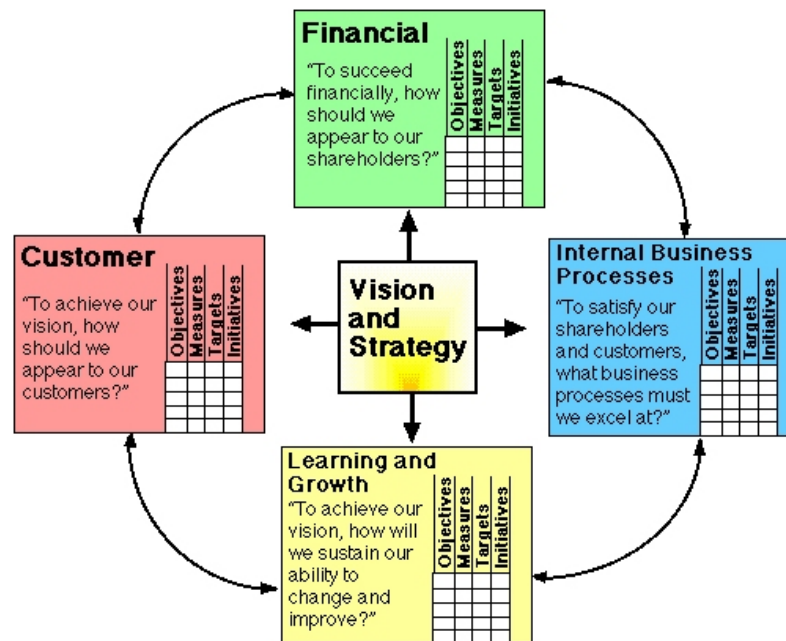 Financial
“To succeed
financially, how
should we
appear to our
shareholders?”
Objectives
Measures
Targets
Initiatives
Customer
“To achieve our
vision, how
should we
appear to our
customers?”
Objectives
Measures
Targets
Initiatives
Vision
and
Strategy
Internal Business
Processes
“To satisfy our
shareholders
and customers,
what business
processes must
we excel at?”
Objectives
Measures
Targets
Initiatives
Learning and
Growth
“To achieve our
vision, how will
we sustain our
ability to
change and
improve?”
Objectives
Measures
Targets
Initiatives